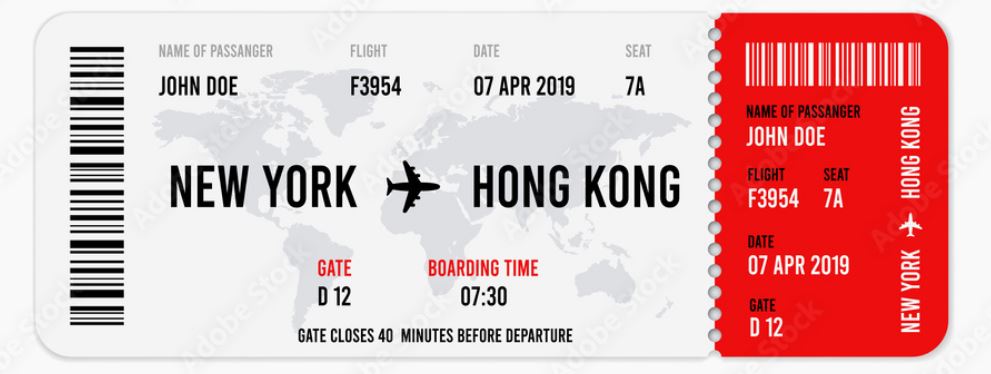 NAME OF PASSANGER FLIGHT DATE SEAT
JOHN DOE F3954 07 APR 2019 7A
NEW YORK HONG KONG
GATE BOARDING TIME
D 12 07:30
GATE CLOSES 40 MINUTES BEFORE DEPARTURE
NAME OF PASSANGER
JOHN DOE
FLIGHT SEAT
F3954 7A
DATE
07 APR 2019
GATE
D 12
NEW YORK HONG KONG
Adobe Stock